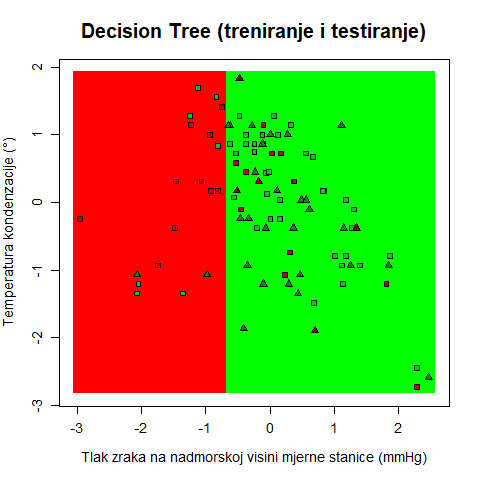 Decision Tree (treniranje i testiranje)
Temperatura kondenzacije (°)
2
1
0
-1
-2
-3
-3 -2 -1 0 1 2
Tlak zraka na nadmorskoj visini mjerne stanice (mmHg)